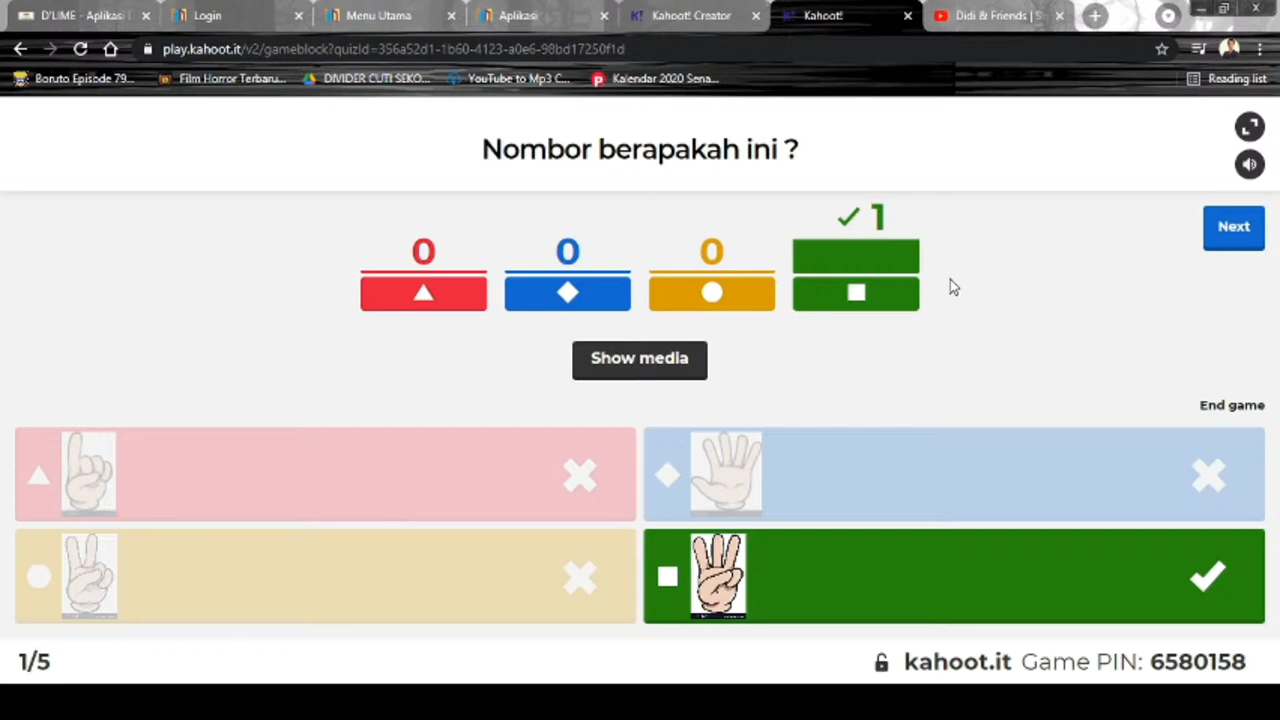 D'LIME - Aplikasi D
Login
Menu Utama
Aplikasi
Kahoot! Creator
Kahoot!
Didi & Friends | S
play.kahoot.it/v2/gameblock?quizId=356a52d1-1b60-4123-a0e6-98bd17250f1d
Boruto Episode 79...
Film Horror Terbaru...
DIVIDER CUTI SEKO...
YouTube to Mp3 C...
Kalendar 2020 Sena...
Reading list
Nombor berapakah ini ?
Next
0
0
0
1
Show media
End game
1/5
kahoot.it Game PIN: 6580158